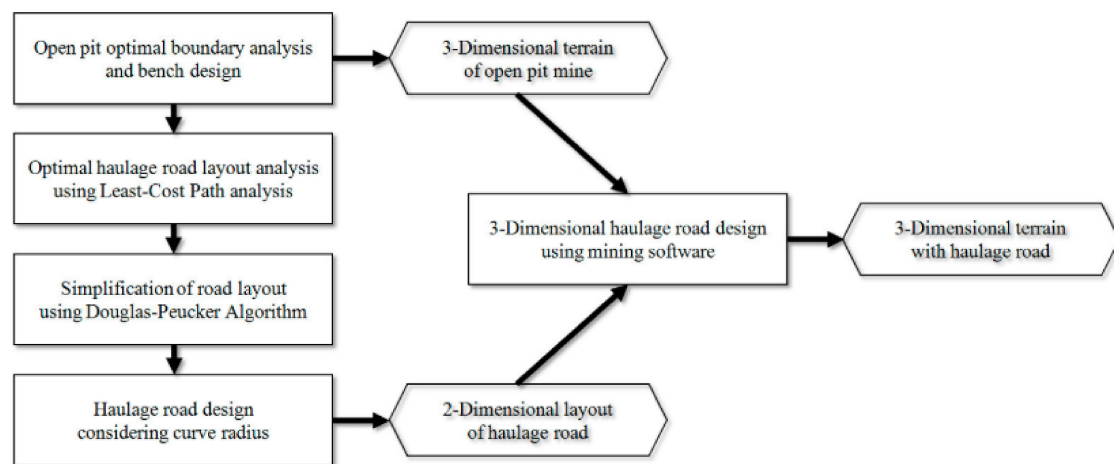 Open pit optimal boundary analysis
and bench design
3-Dimensional terrain
of open pit mine
Optimal haulage road layout analysis
using Least-Cost Path analysis
3-Dimensional haulage road design
using mining software
3-Dimensional terrain
with haulage road
Simplification of road layout
using Douglas-Peucker Algorithm
Haulage road design
considering curve radius
2-Dimensional layout
of haulage road